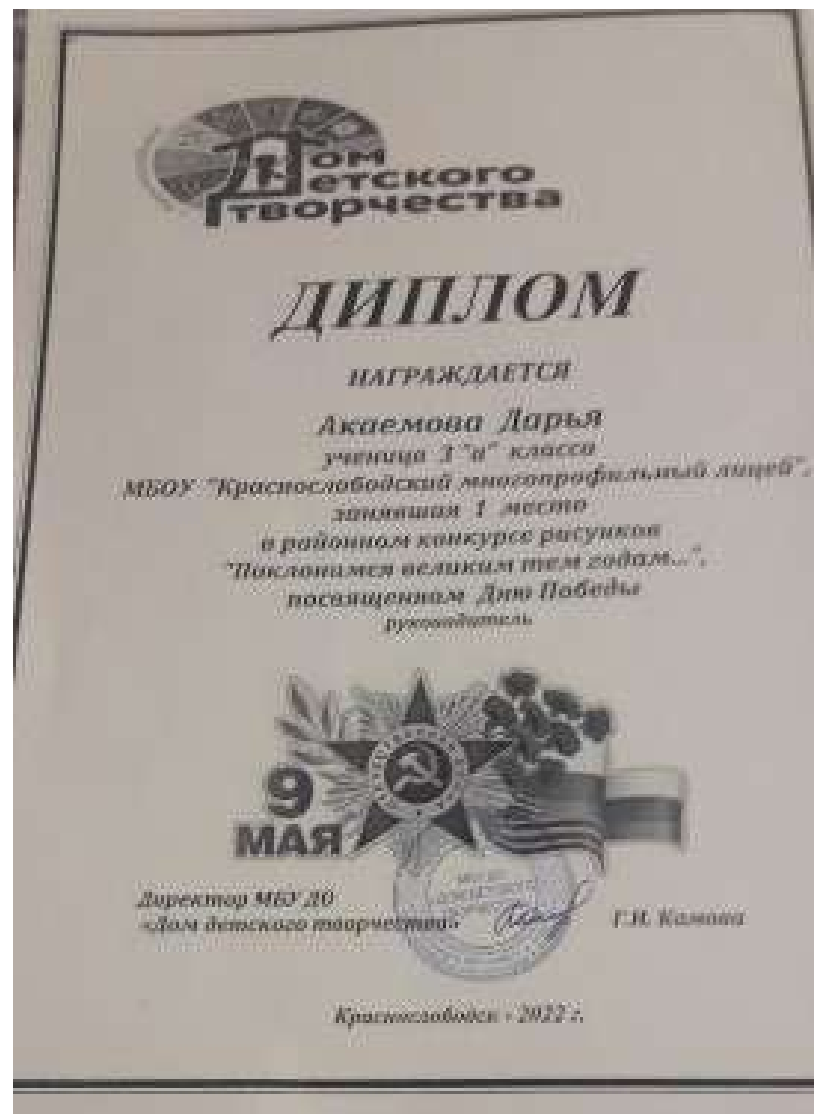 Дом
Детского
творчества
ДИПЛОМ
НАГРАЖДАЕТСЯ
Акаемова Дарья
ученица 3 "а" класса
МБОУ "Краснослободский многопрофильный лицей",
занявшая 1 место
в районном конкурсе рисунков
"Поклонимся великим тем годам...",
посвященном Дню Победы
руководитель
9
МАЯ
Директор МБУ ДО
«Дом детского творчества»
Г.И. Камова
Краснослободск - 2022 г.